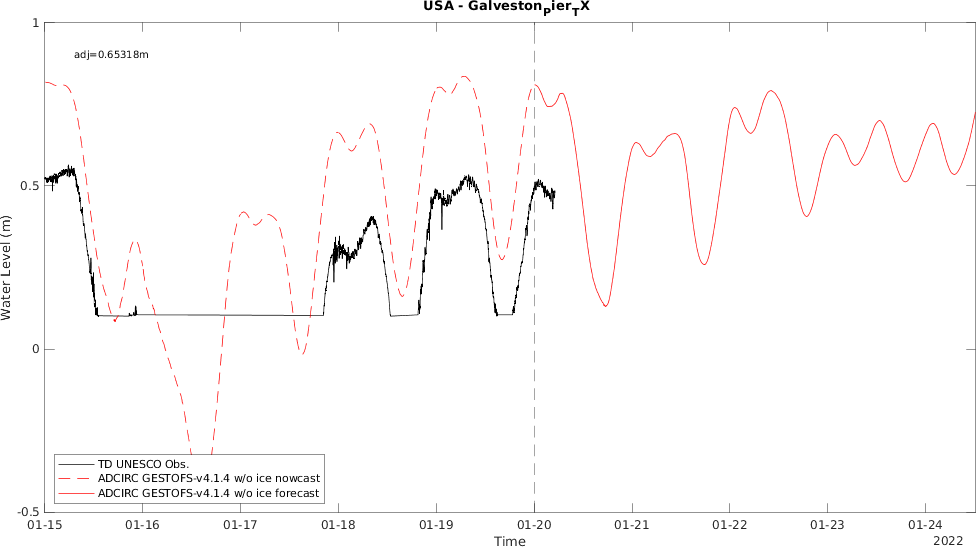 USA - GalvestonPierTX
adj=0.65318m
1
0.5
0
-0.5
Water Level (m)
TD UNESCO Obs.
ADCIRC GESTOFS-v4.1.4 w/o ice nowcast
ADCIRC GESTOFS-v4.1.4 w/o ice forecast
01-15 01-16 01-17 01-18 01-19 01-20 01-21 01-22 01-23 01-24
Time
2022